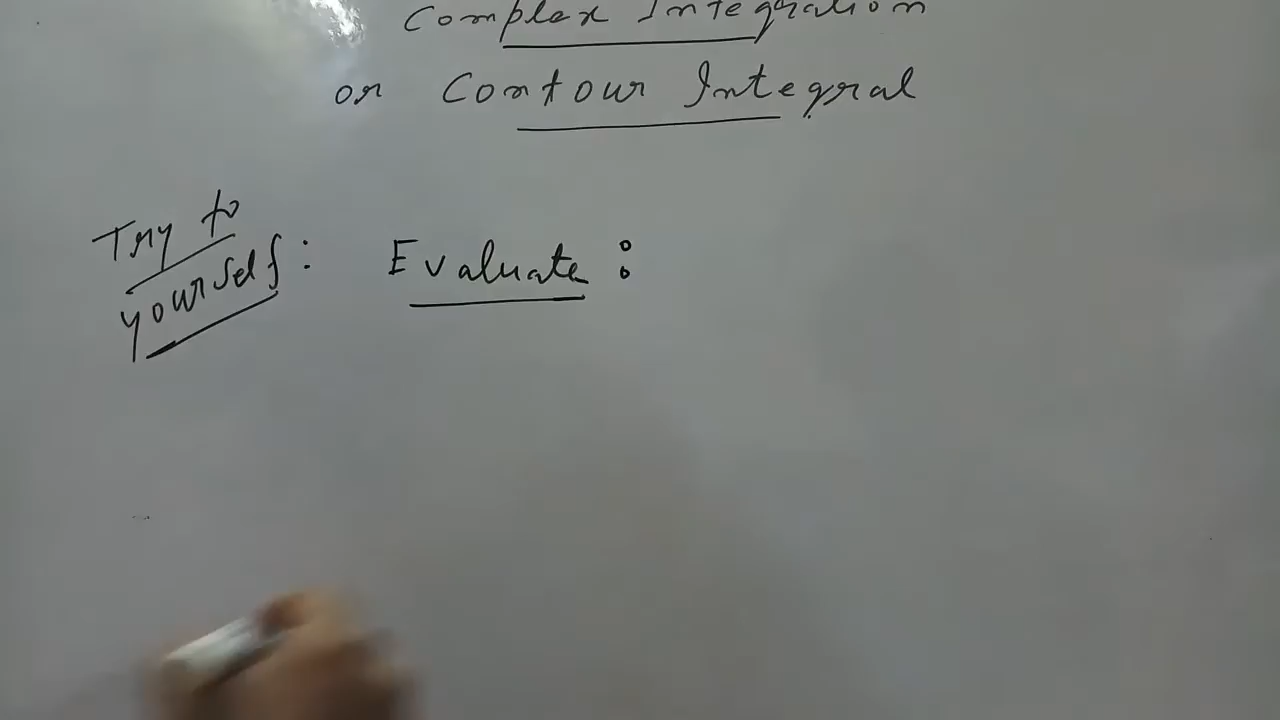 Complex Integration
or Contour Integral
Try to
yourself :
Evaluate :